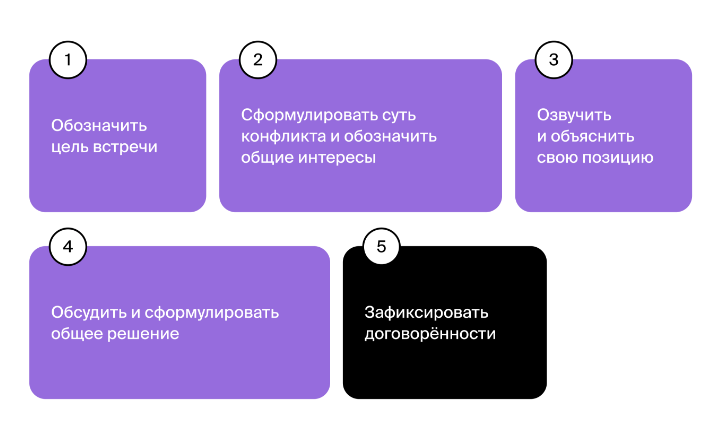 1
Обозначить
цель встречи
2
Сформулировать суть
конфликта и обозначить
общие интересы
3
Озвучить
и объяснить
свою позицию
4
Обсудить и сформулировать
общее решение
5
Зафиксировать
договорённости